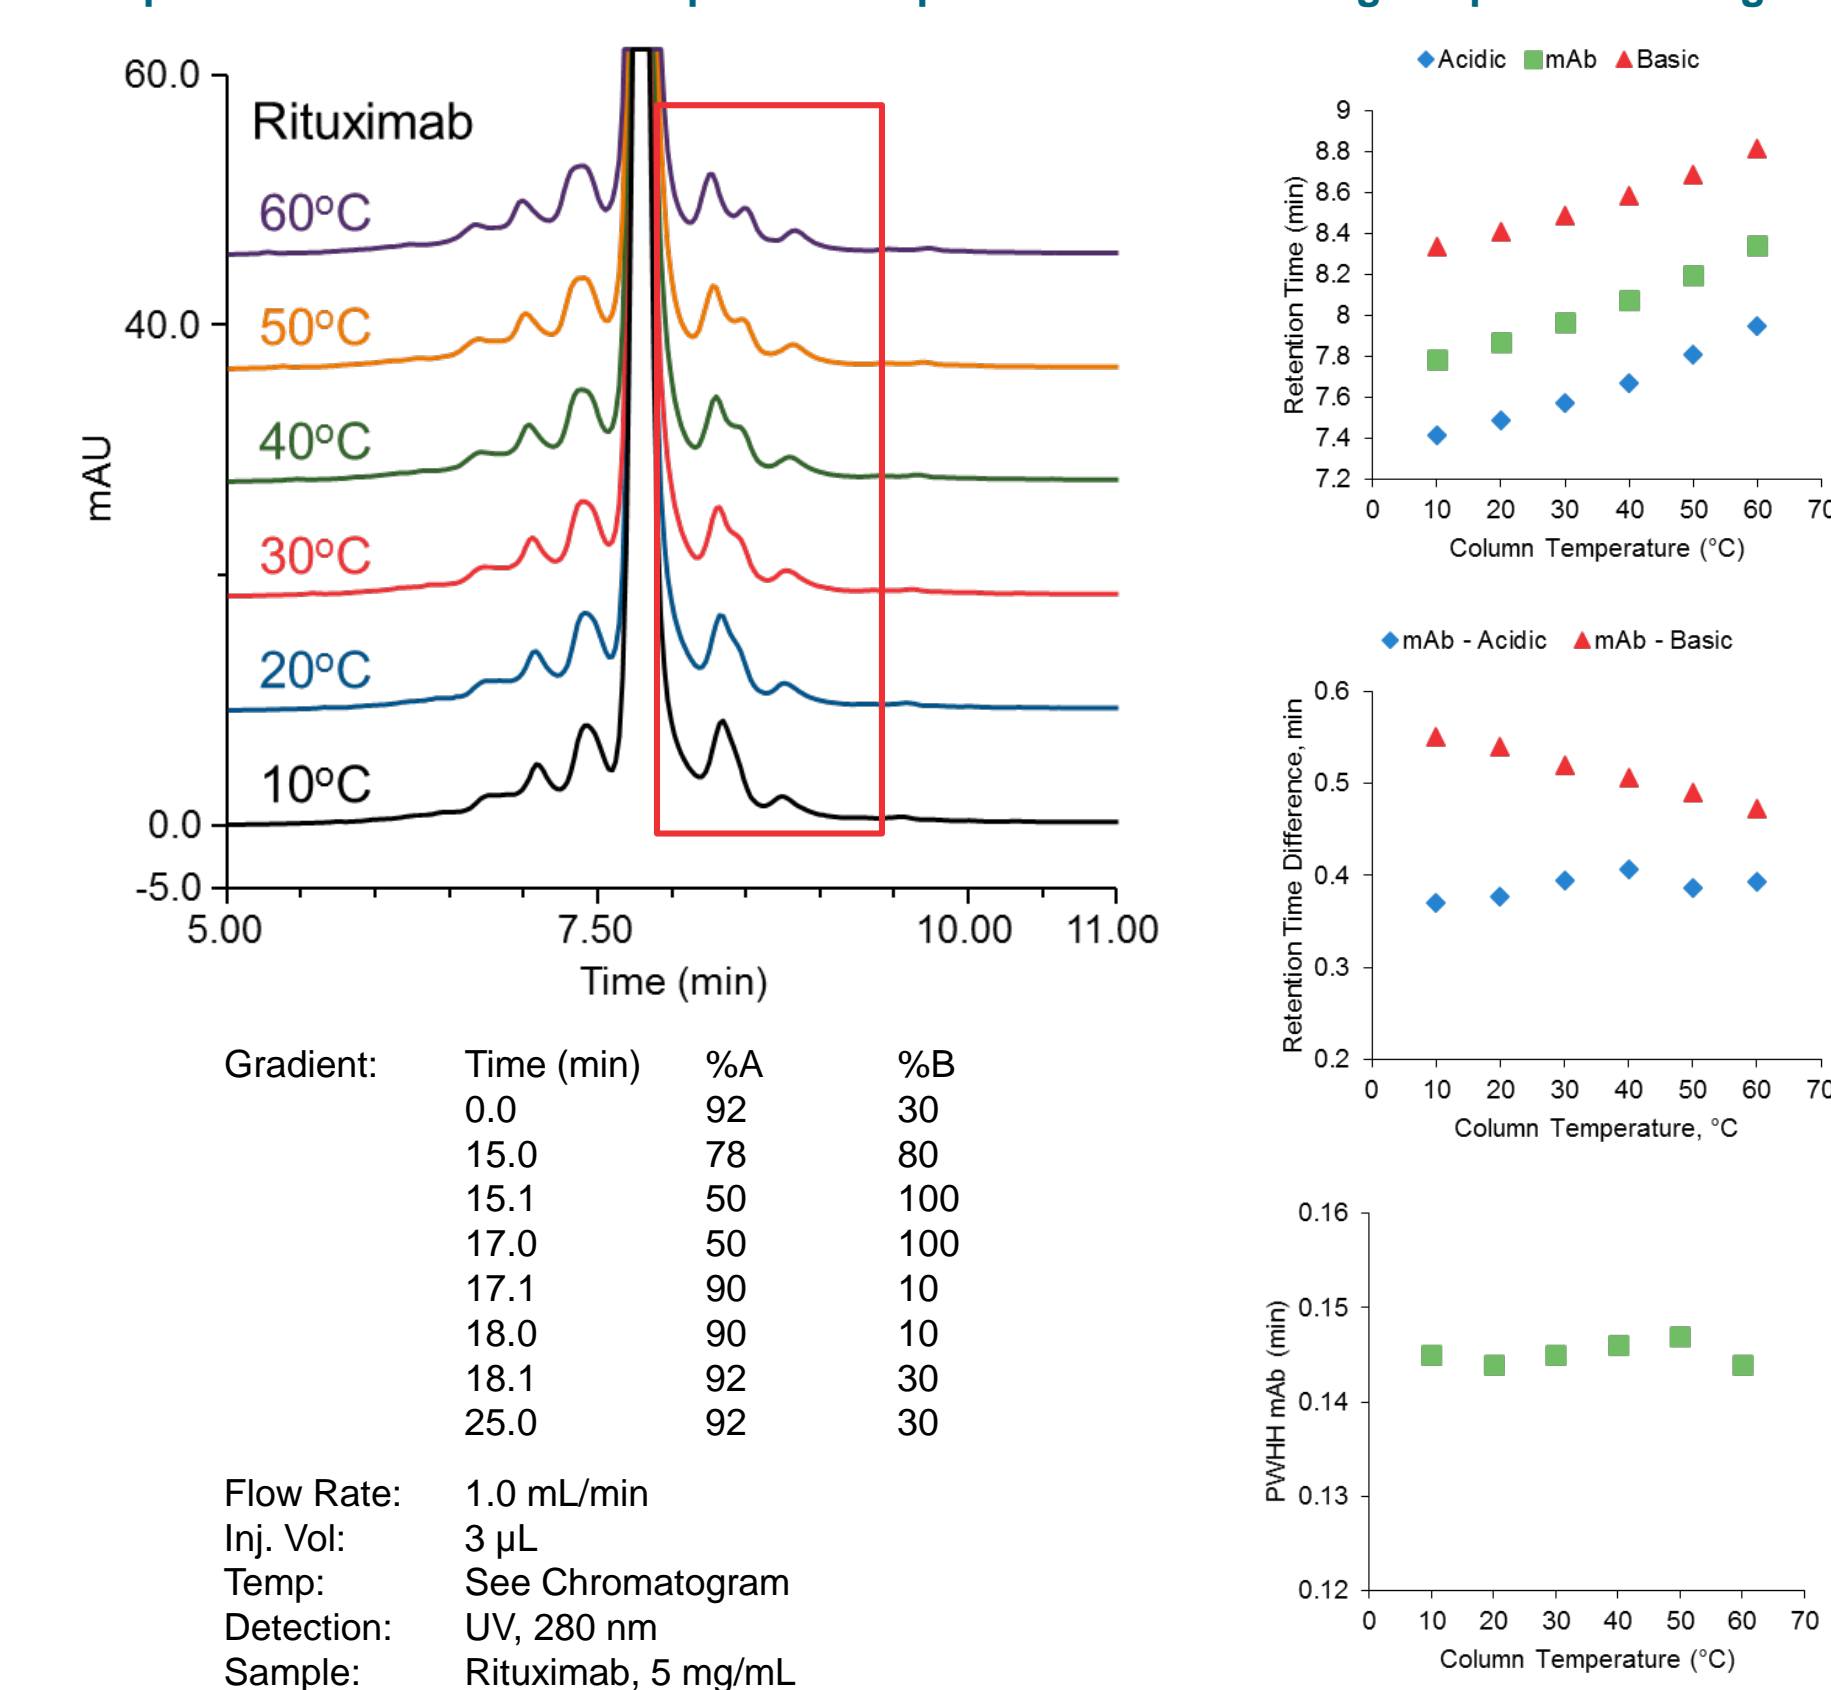 60.0
40.0
0.0
-5.0
mAU
Rituximab
60°C
50°C
40°C
30°C
20°C
10°C
5.00 7.50 10.00 11.00
Time (min)
Gradient: Time (min) %A %B
0.0 92 30
15.0 78 80
15.1 50 100
17.0 50 100
17.1 90 10
18.0 90 10
18.1 92 30
25.0 92 30
Flow Rate: 1.0 mL/min
Inj. Vol: 3 µL
Temp: See Chromatogram
Detection: UV, 280 nm
Sample: Rituximab, 5 mg/mL
Acidic mAb Basic
Retention Time (min)
9
8.8
8.6
8.4
8.2
8
7.8
7.6
7.4
7.2
0 10 20 30 40 50 60 70
Column Temperature (°C)
mAb - Acidic mAb - Basic
Retention Time Difference, min
0.6
0.5
0.4
0.3
0.2
0 10 20 30 40 50 60 70
Column Temperature, °C
PWHH mAb (min)
0.16
0.15
0.14
0.13
0.12
0 10 20 30 40 50 60 70
Column Temperature (°C)